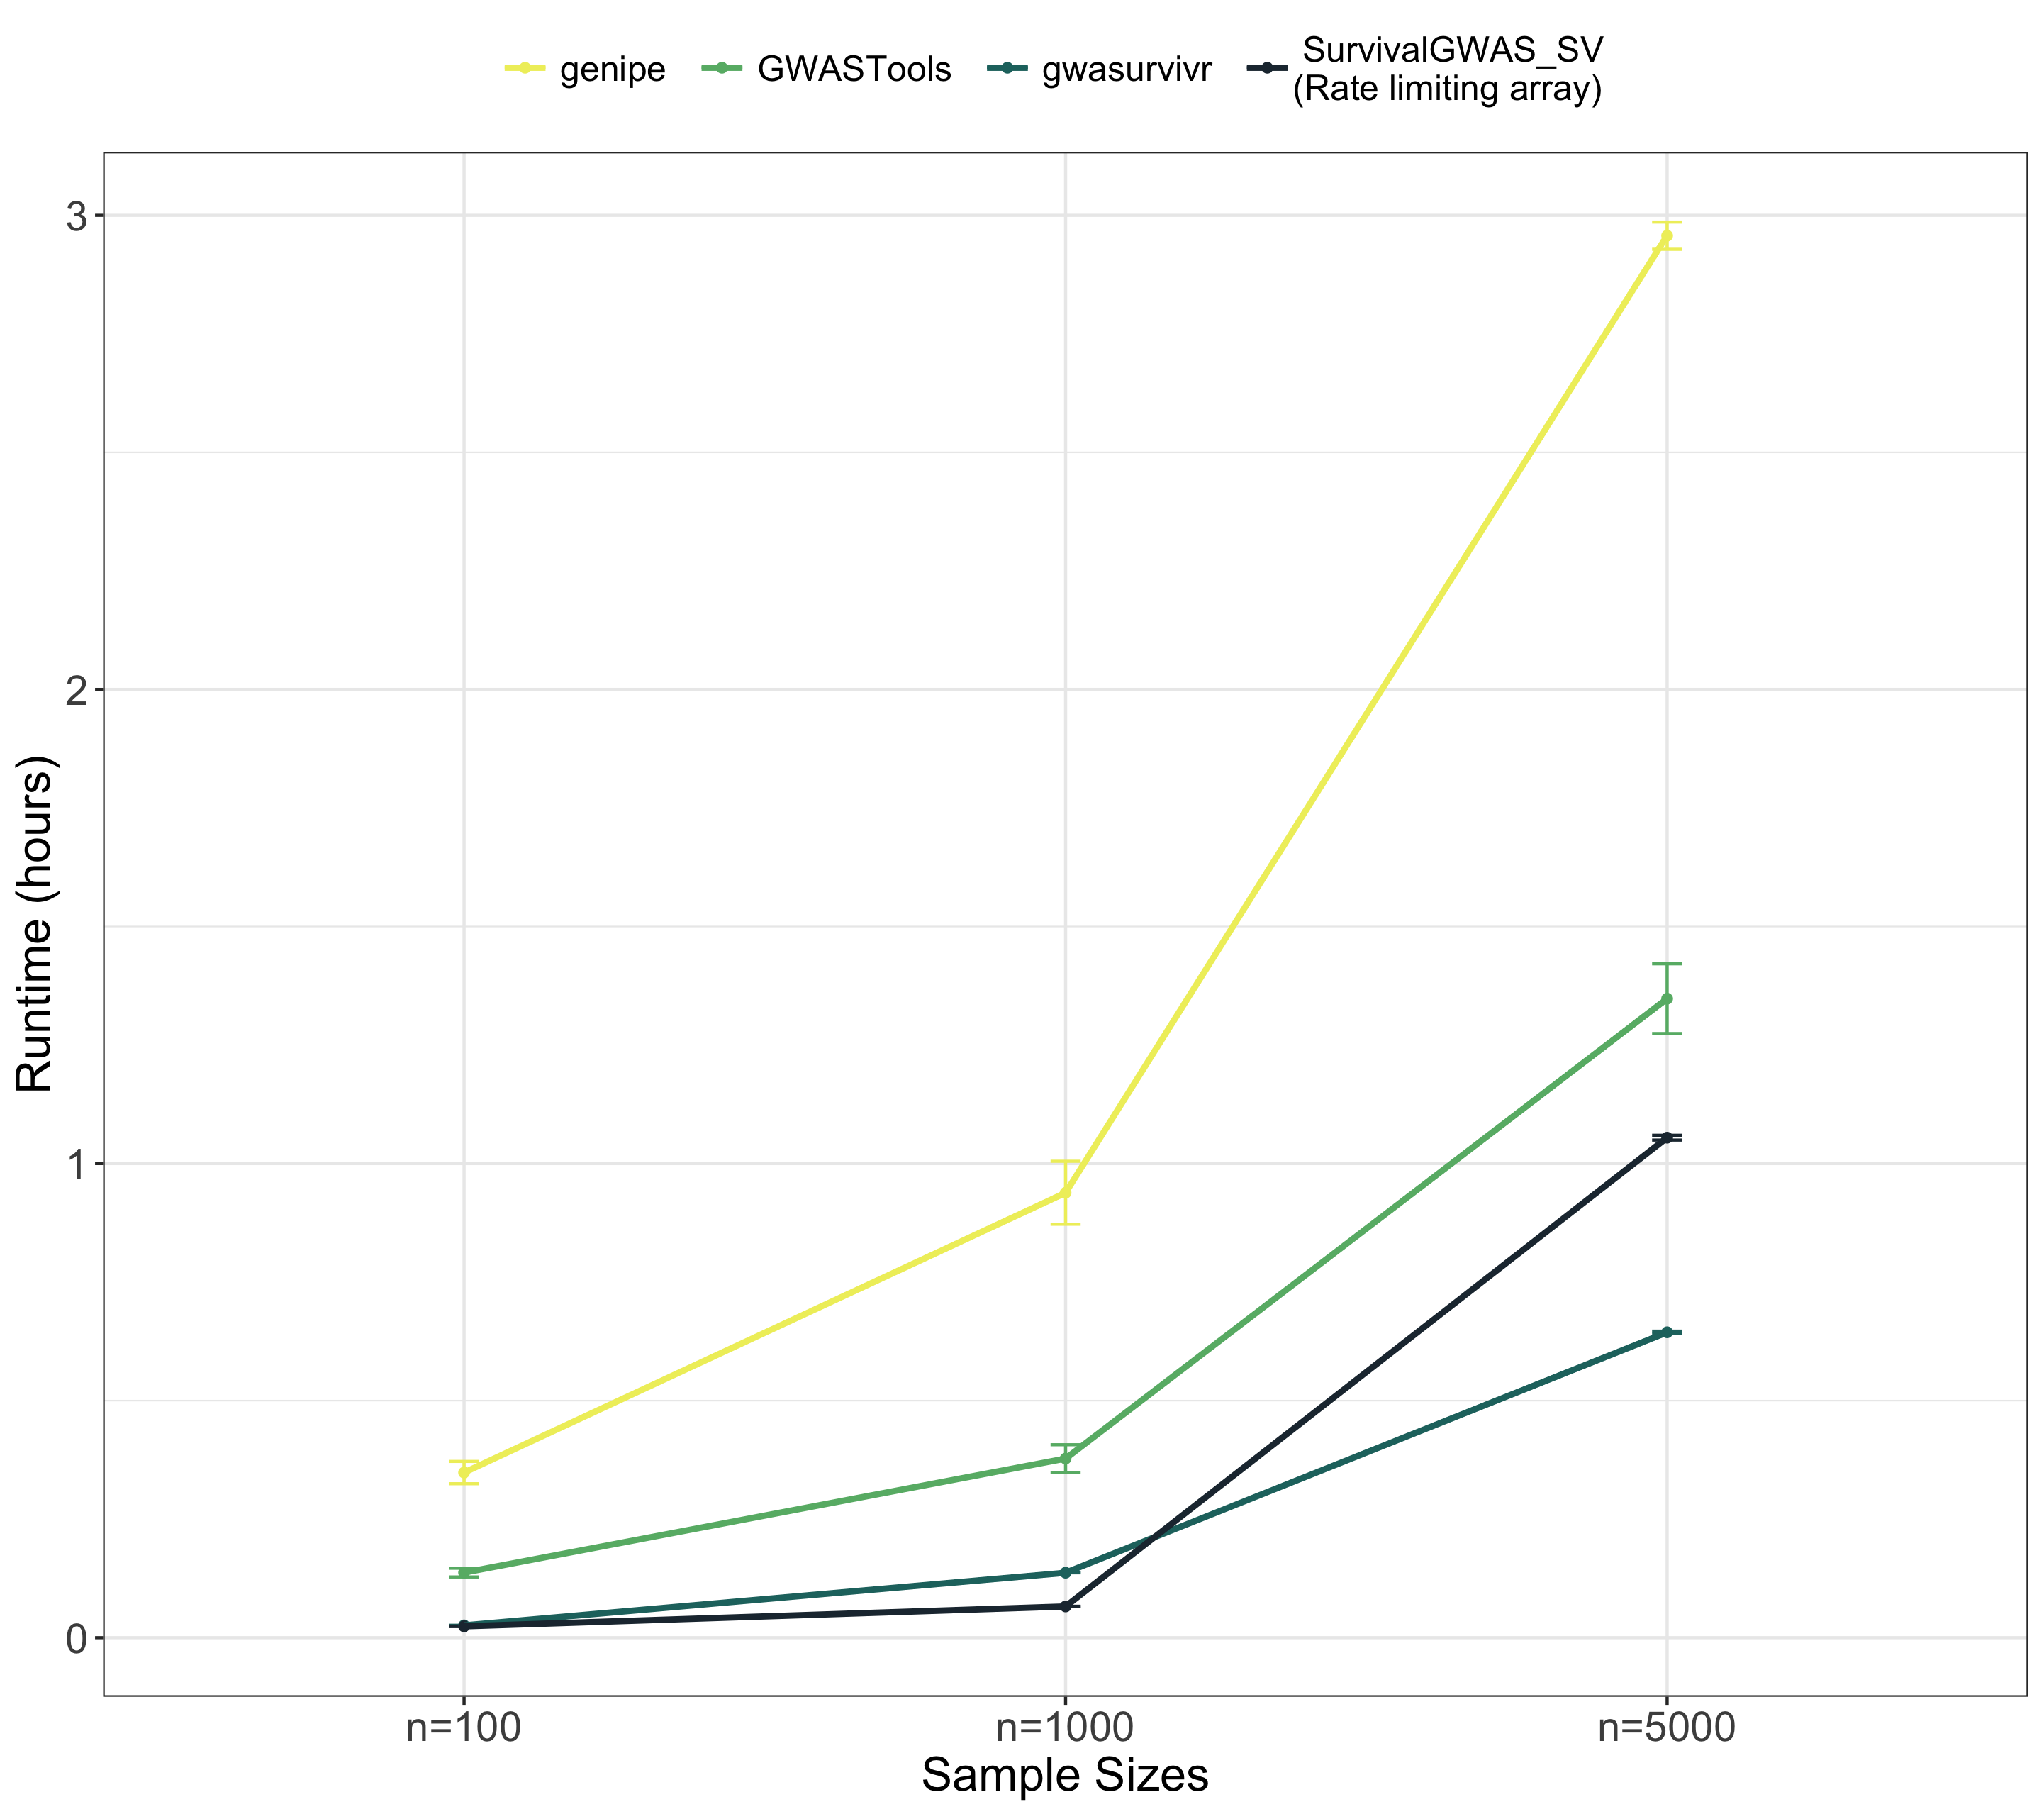 genipe GWASTools gwasurvivr SurvivalGWAS_SV
(Rate limiting array)
3
2
1
0
Runtime (hours)
n=100 n=1000 n=5000
Sample Sizes